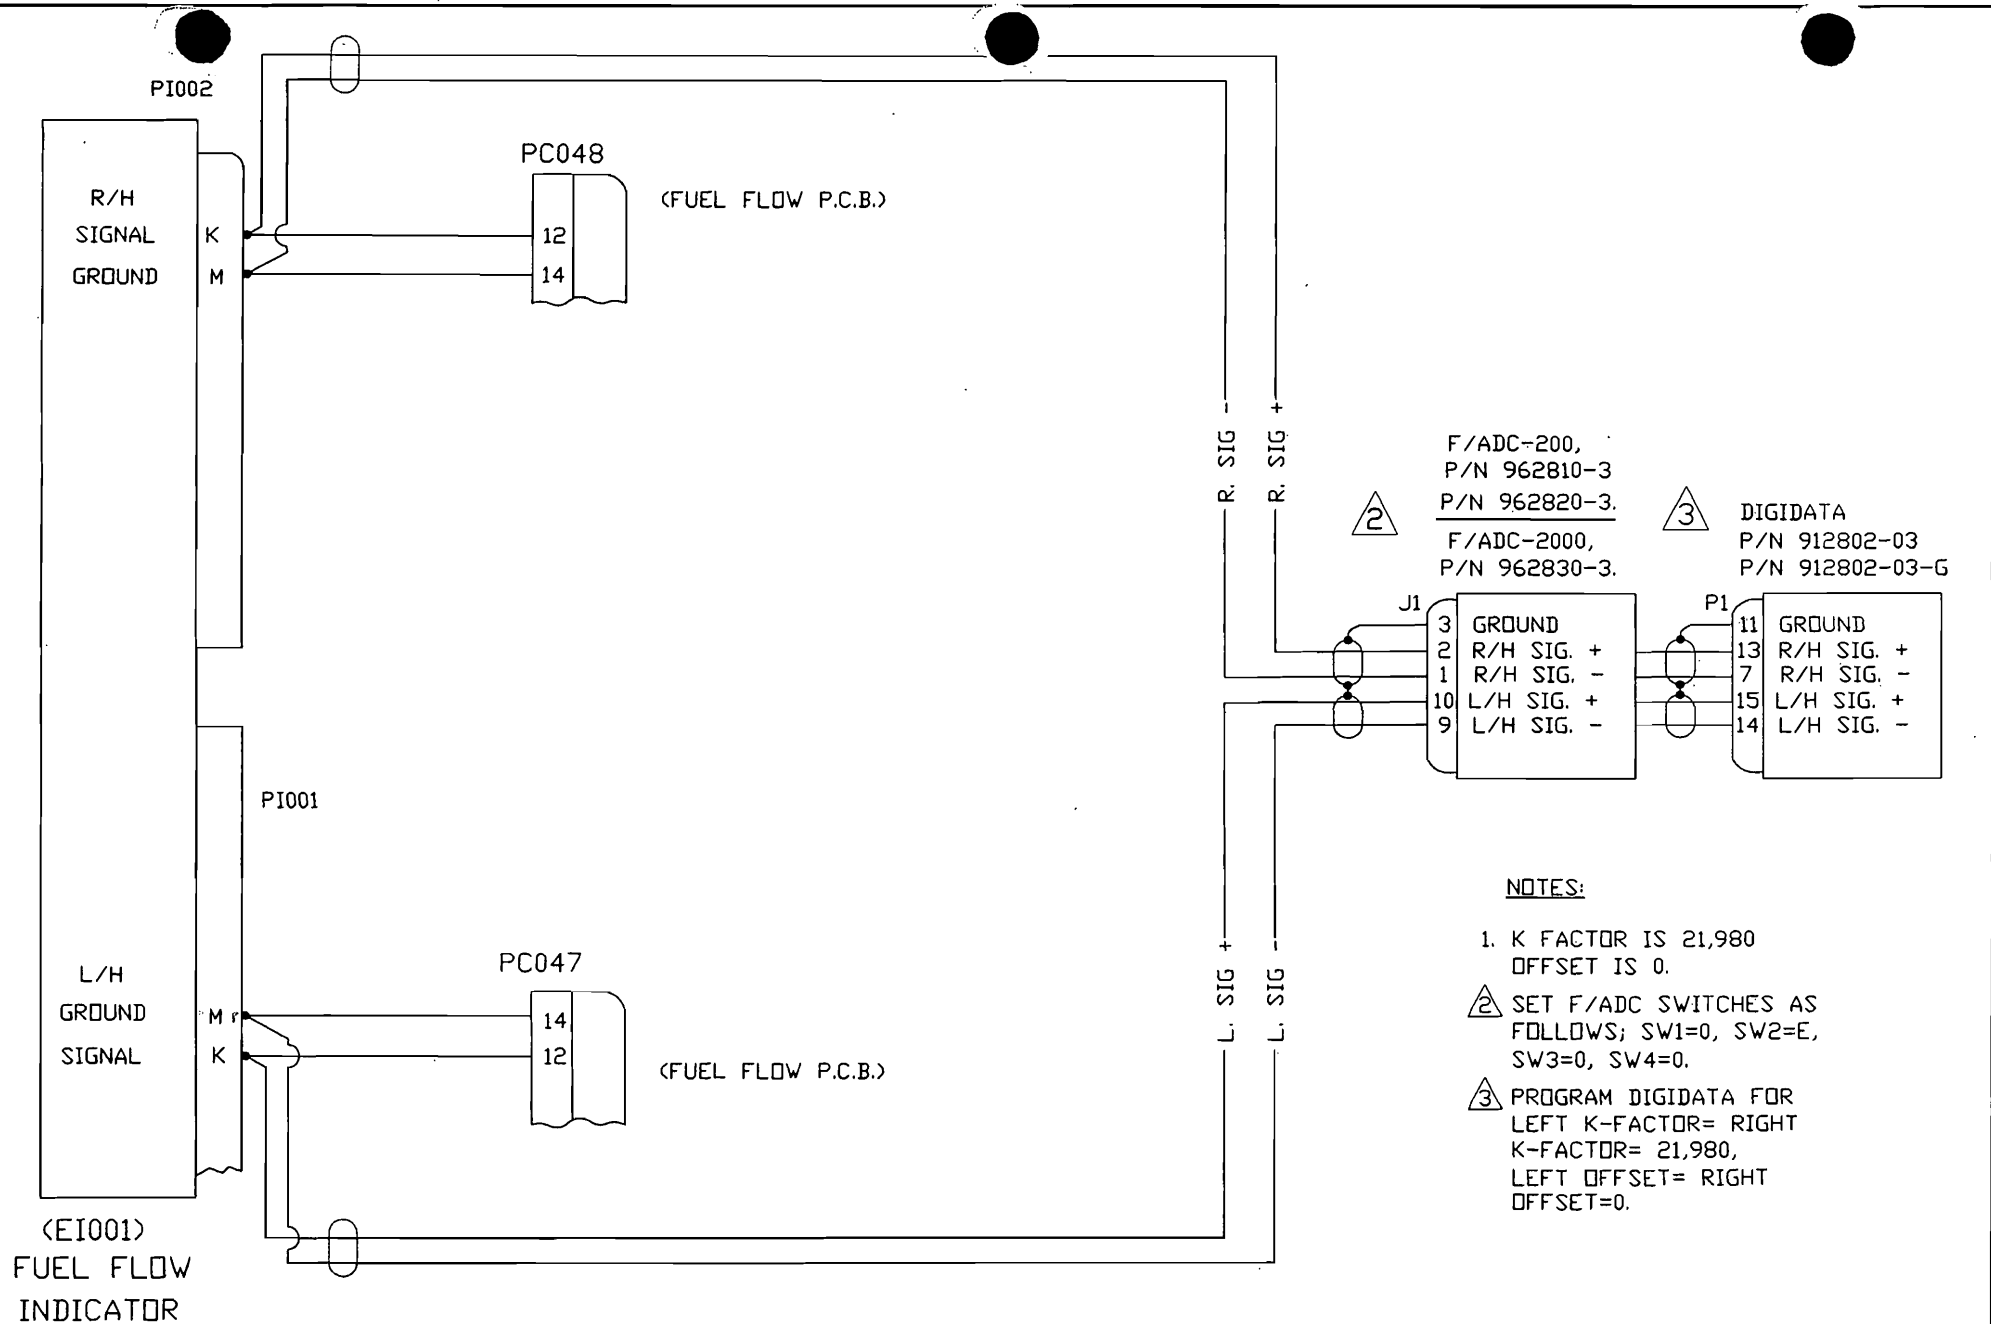 PI002
R/H
SIGNAL K
GROUND M
PC048
12
14
(FUEL FLOW P.C.B.)
R. SIG -
R. SIG +
2
F/ADC-200,
P/N 962810-3
P/N 962820-3.
F/ADC-2000,
P/N 962830-3.
3
DIGIDATA
P/N 912802-03
P/N 912802-03-G
J1
3 GROUND
2 R/H SIG. +
1 R/H SIG. -
10 L/H SIG. +
9 L/H SIG. -
P1
11 GROUND
13 R/H SIG. +
7 R/H SIG. -
15 L/H SIG. +
14 L/H SIG. -
PI001
L/H
GROUND M
SIGNAL K
PC047
14
12
(FUEL FLOW P.C.B.)
L. SIG +
L. SIG -
(EI001)
FUEL FLOW
INDICATOR
NOTES:
1. K FACTOR IS 21,980
OFFSET IS 0.
2 SET F/ADC SWITCHES AS
FOLLOWS; SW1=0, SW2=E,
SW3=0, SW4=0.
3 PROGRAM DIGIDATA FOR
LEFT K-FACTOR= RIGHT
K-FACTOR= 21,980,
LEFT OFFSET= RIGHT
OFFSET=0.